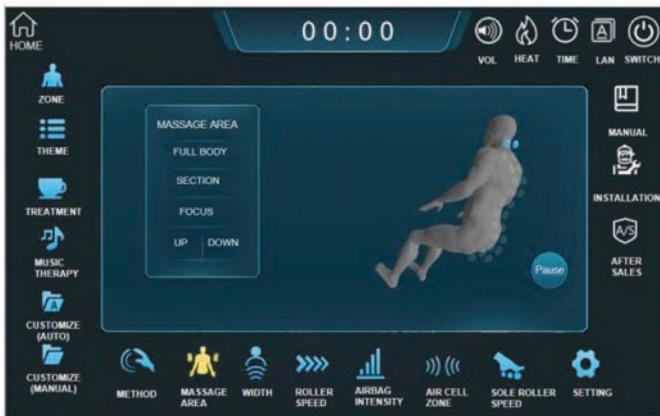 00:00
HOME
VOL
HEAT
TIME
A
LAN
SWITCH
ZONE
THEME
TREATMENT
MUSIC
THERAPY
A
CUSTOMIZE
(AUTO)
CUSTOMIZE
(MANUAL)
MASSAGE AREA
FULL BODY
SECTION
FOCUS
UP DOWN
Pause
MANUAL
INSTALLATION
A/S
AFTER
SALES
METHOD
MASSAGE
AREA
WIDTH
ROLLER
SPEED
AIRBAG
INTENSITY
AIR CELL
ZONE
SOLE ROLLER
SPEED
SETTING